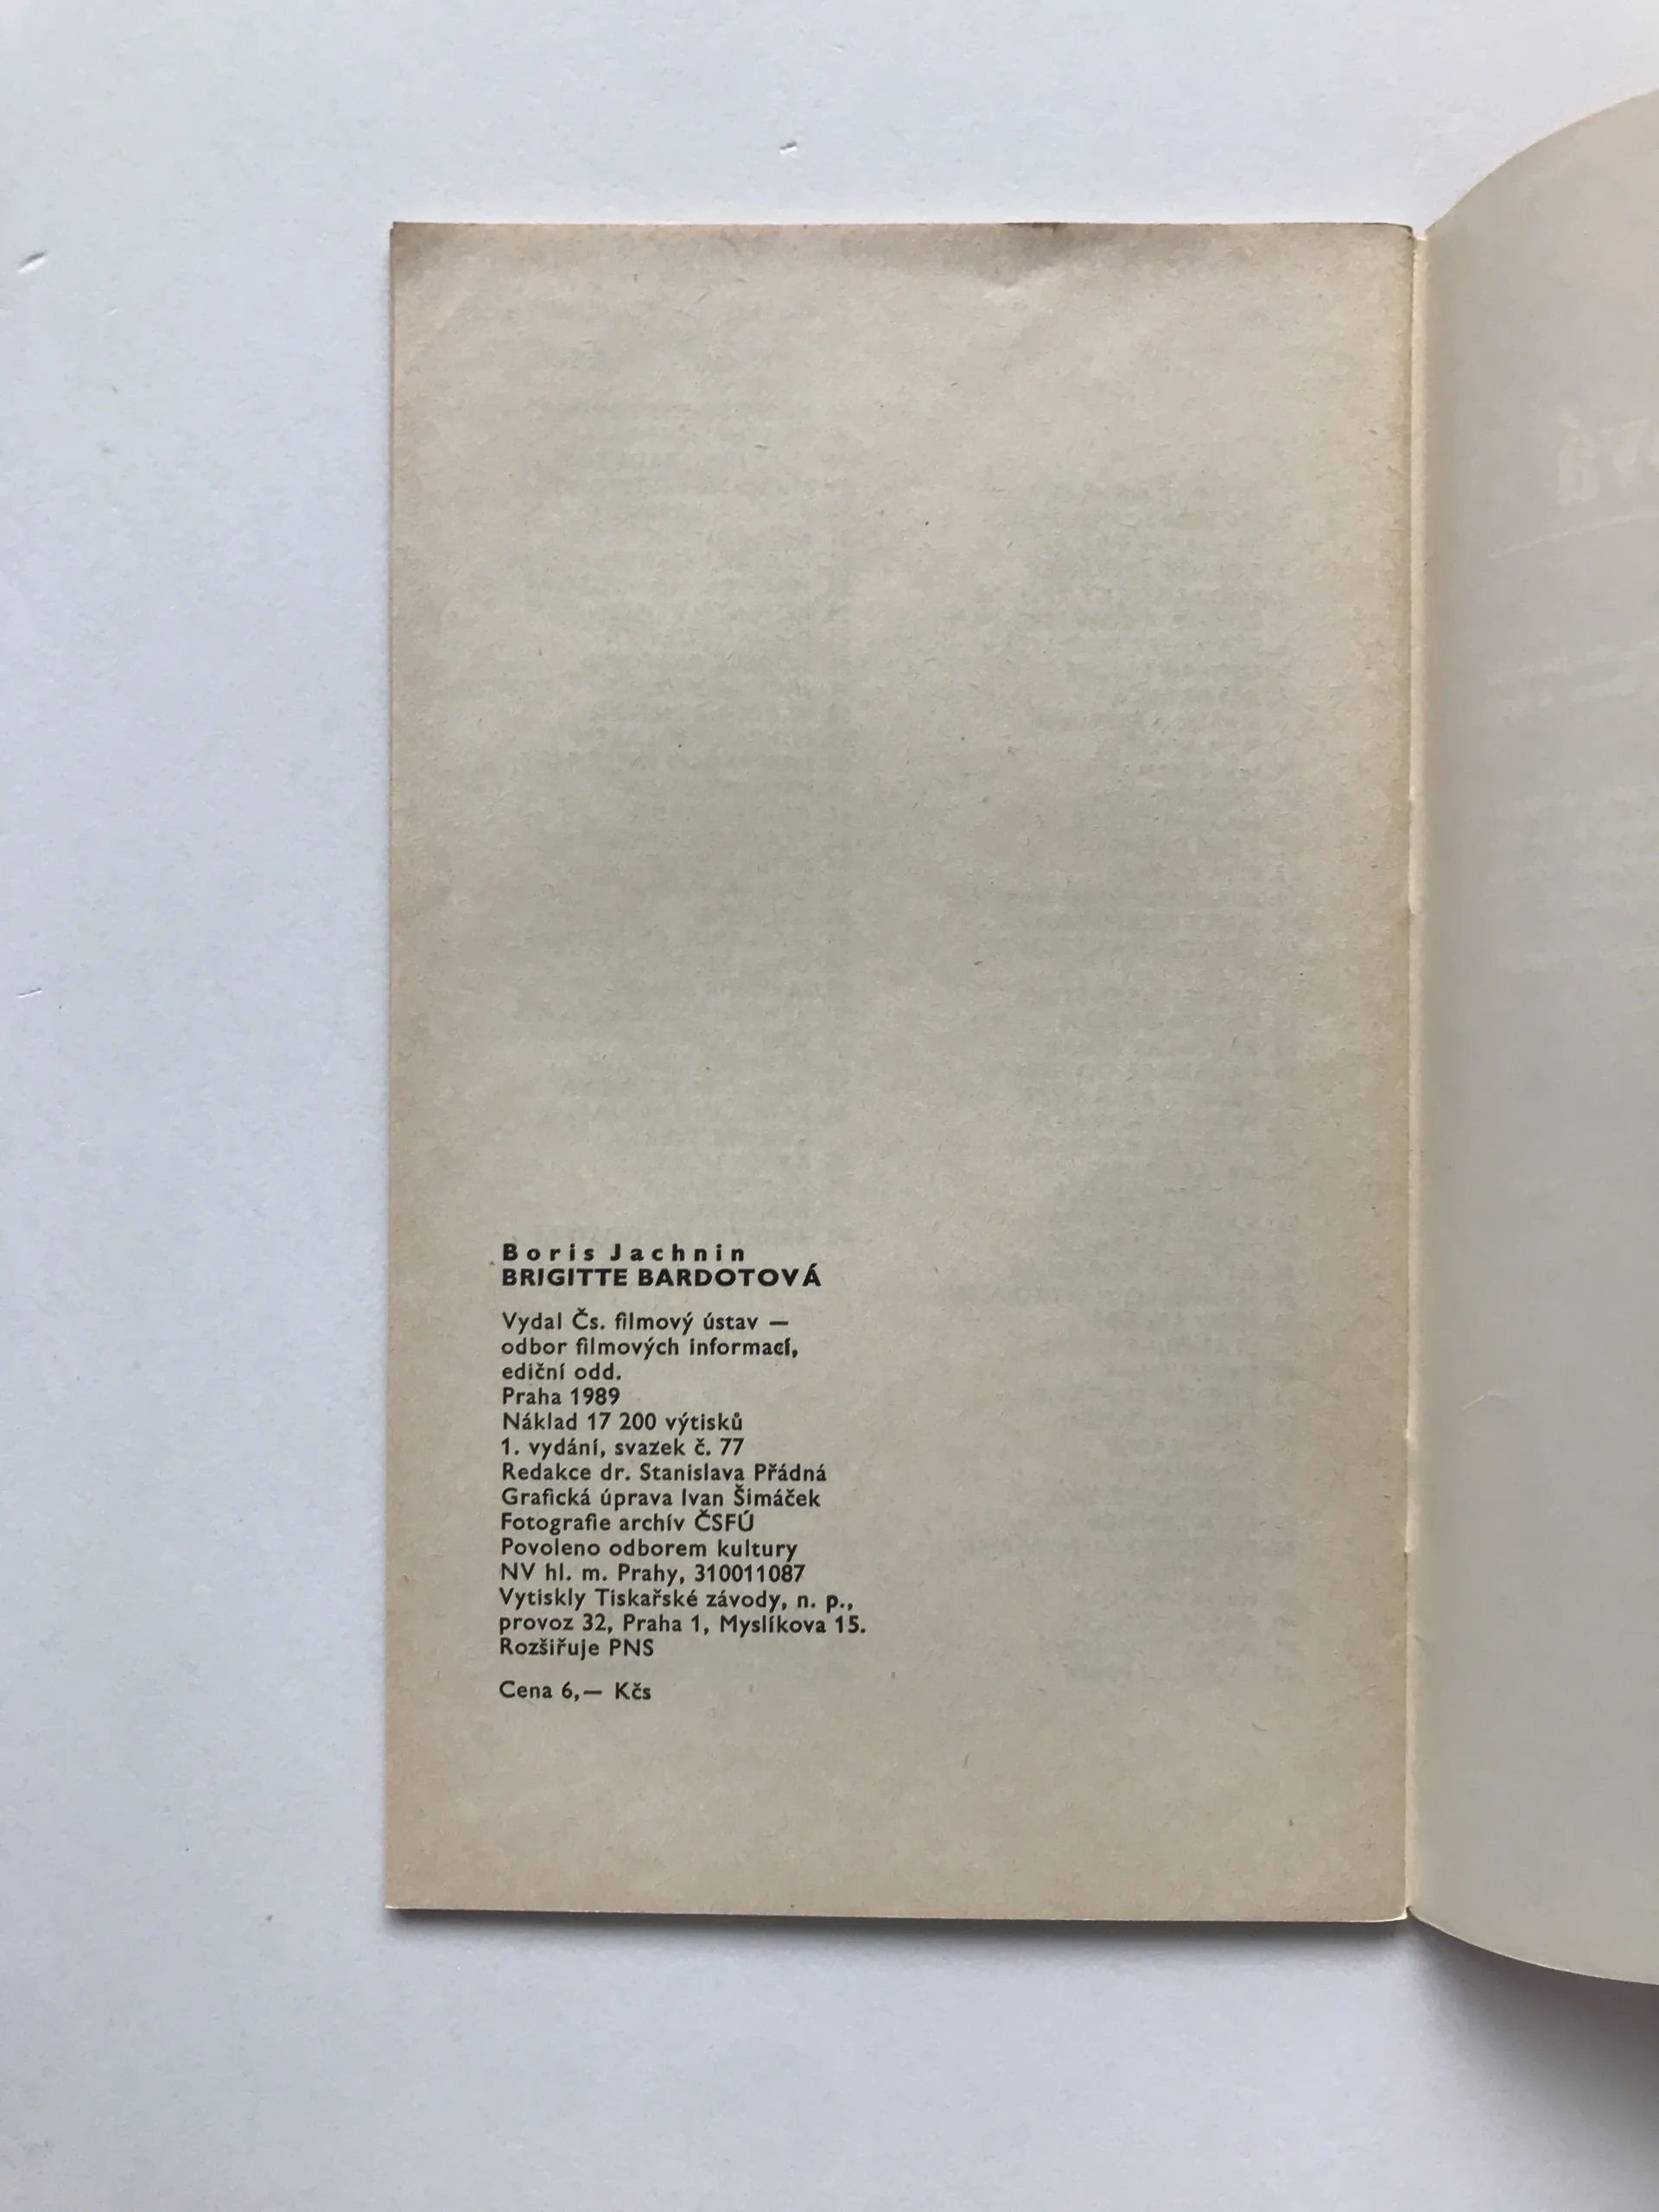 Boris Jachnin
BRIGITTE BARDOTOVÁ
Vydal Čs. filmový ústav —
odbor filmových informací,
ediční odd.
Praha 1989
Náklad 17 200 výtisků
1. vydání, svazek č. 77
Redakce dr. Stanislava Přádná
Grafická úprava Ivan Šimáček
Fotografie archív ČSFÚ
Povoleno odborem kultury
NV hl. m. Prahy, 310011087
Vytiskly Tiskařské závody, n. p.,
provoz 32, Praha 1, Myslíkova 15.
Rozšiřuje PNS
Cena 6,— Kčs